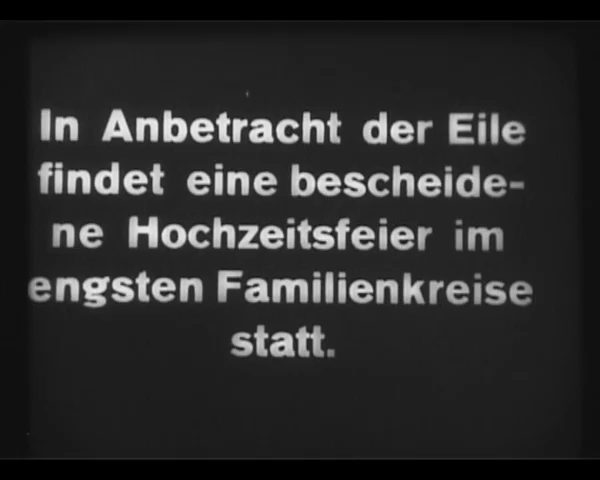 In Anbetracht der Eile
findet eine bescheide-
ne Hochzeitsfeier im
engsten Familienkreise
statt.